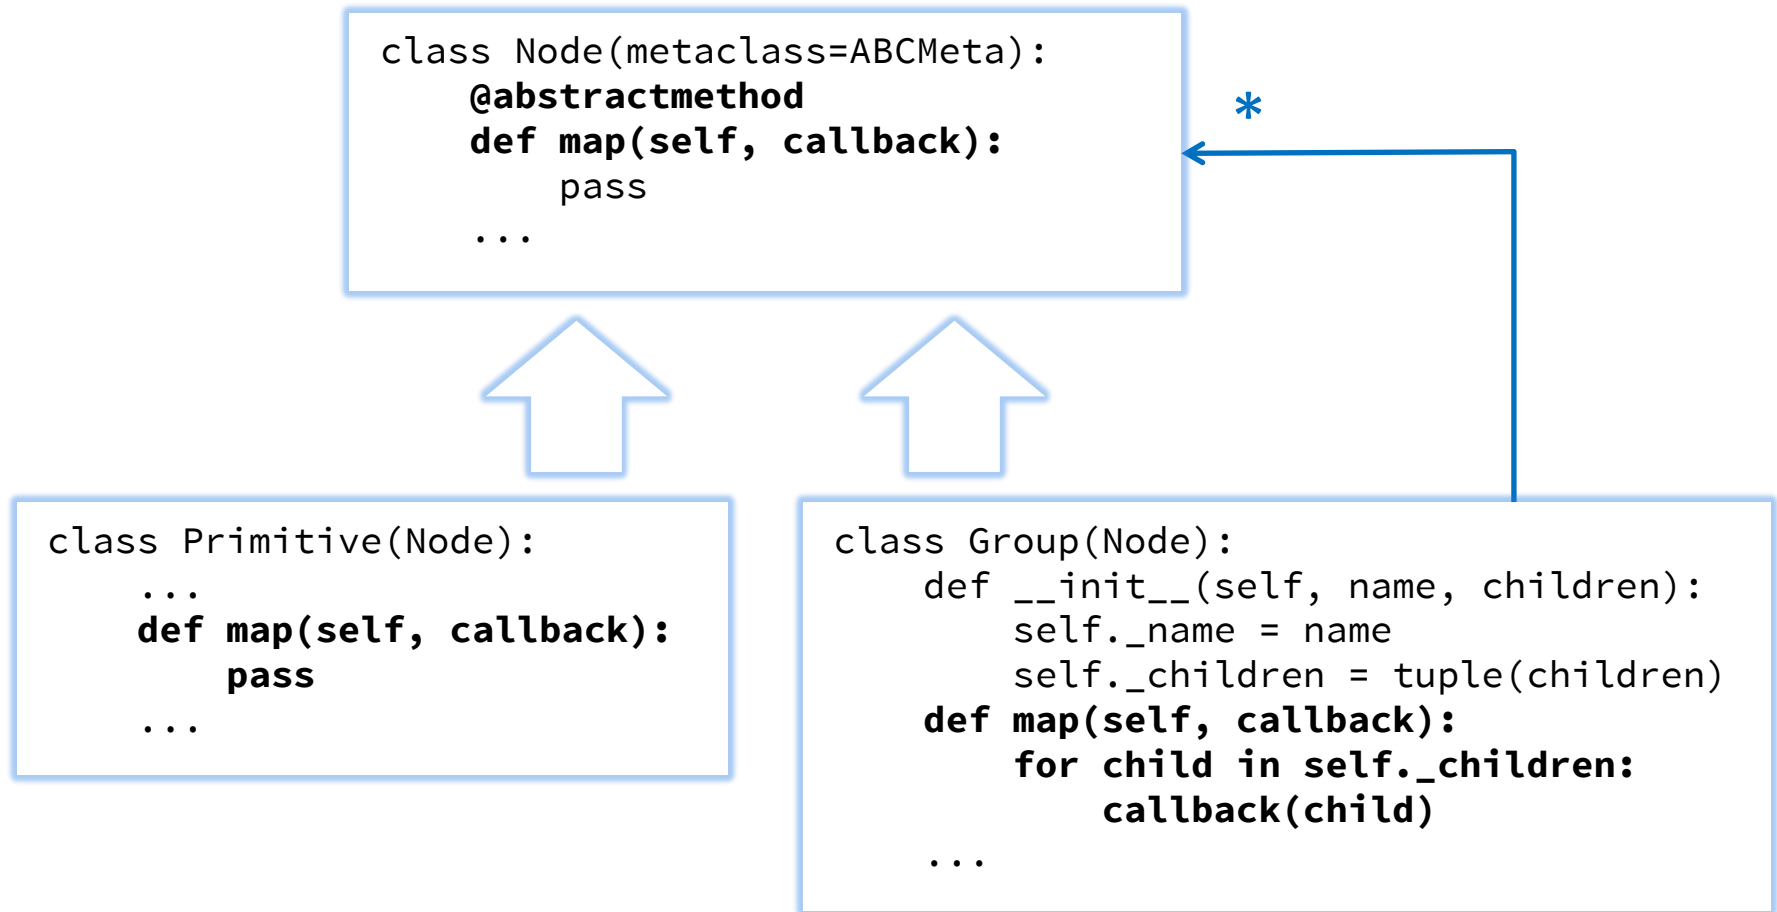 class Node(metaclass=ABCMeta):
    @abstractmethod
    def map(self, callback):
        pass
    ...
*
class Primitive(Node):
    ...
    def map(self, callback):
        pass
    ...
class Group(Node):
    def __init__(self, name, children):
        self._name = name
        self._children = tuple(children)
    def map(self, callback):
        for child in self._children:
            callback(child)
    ...